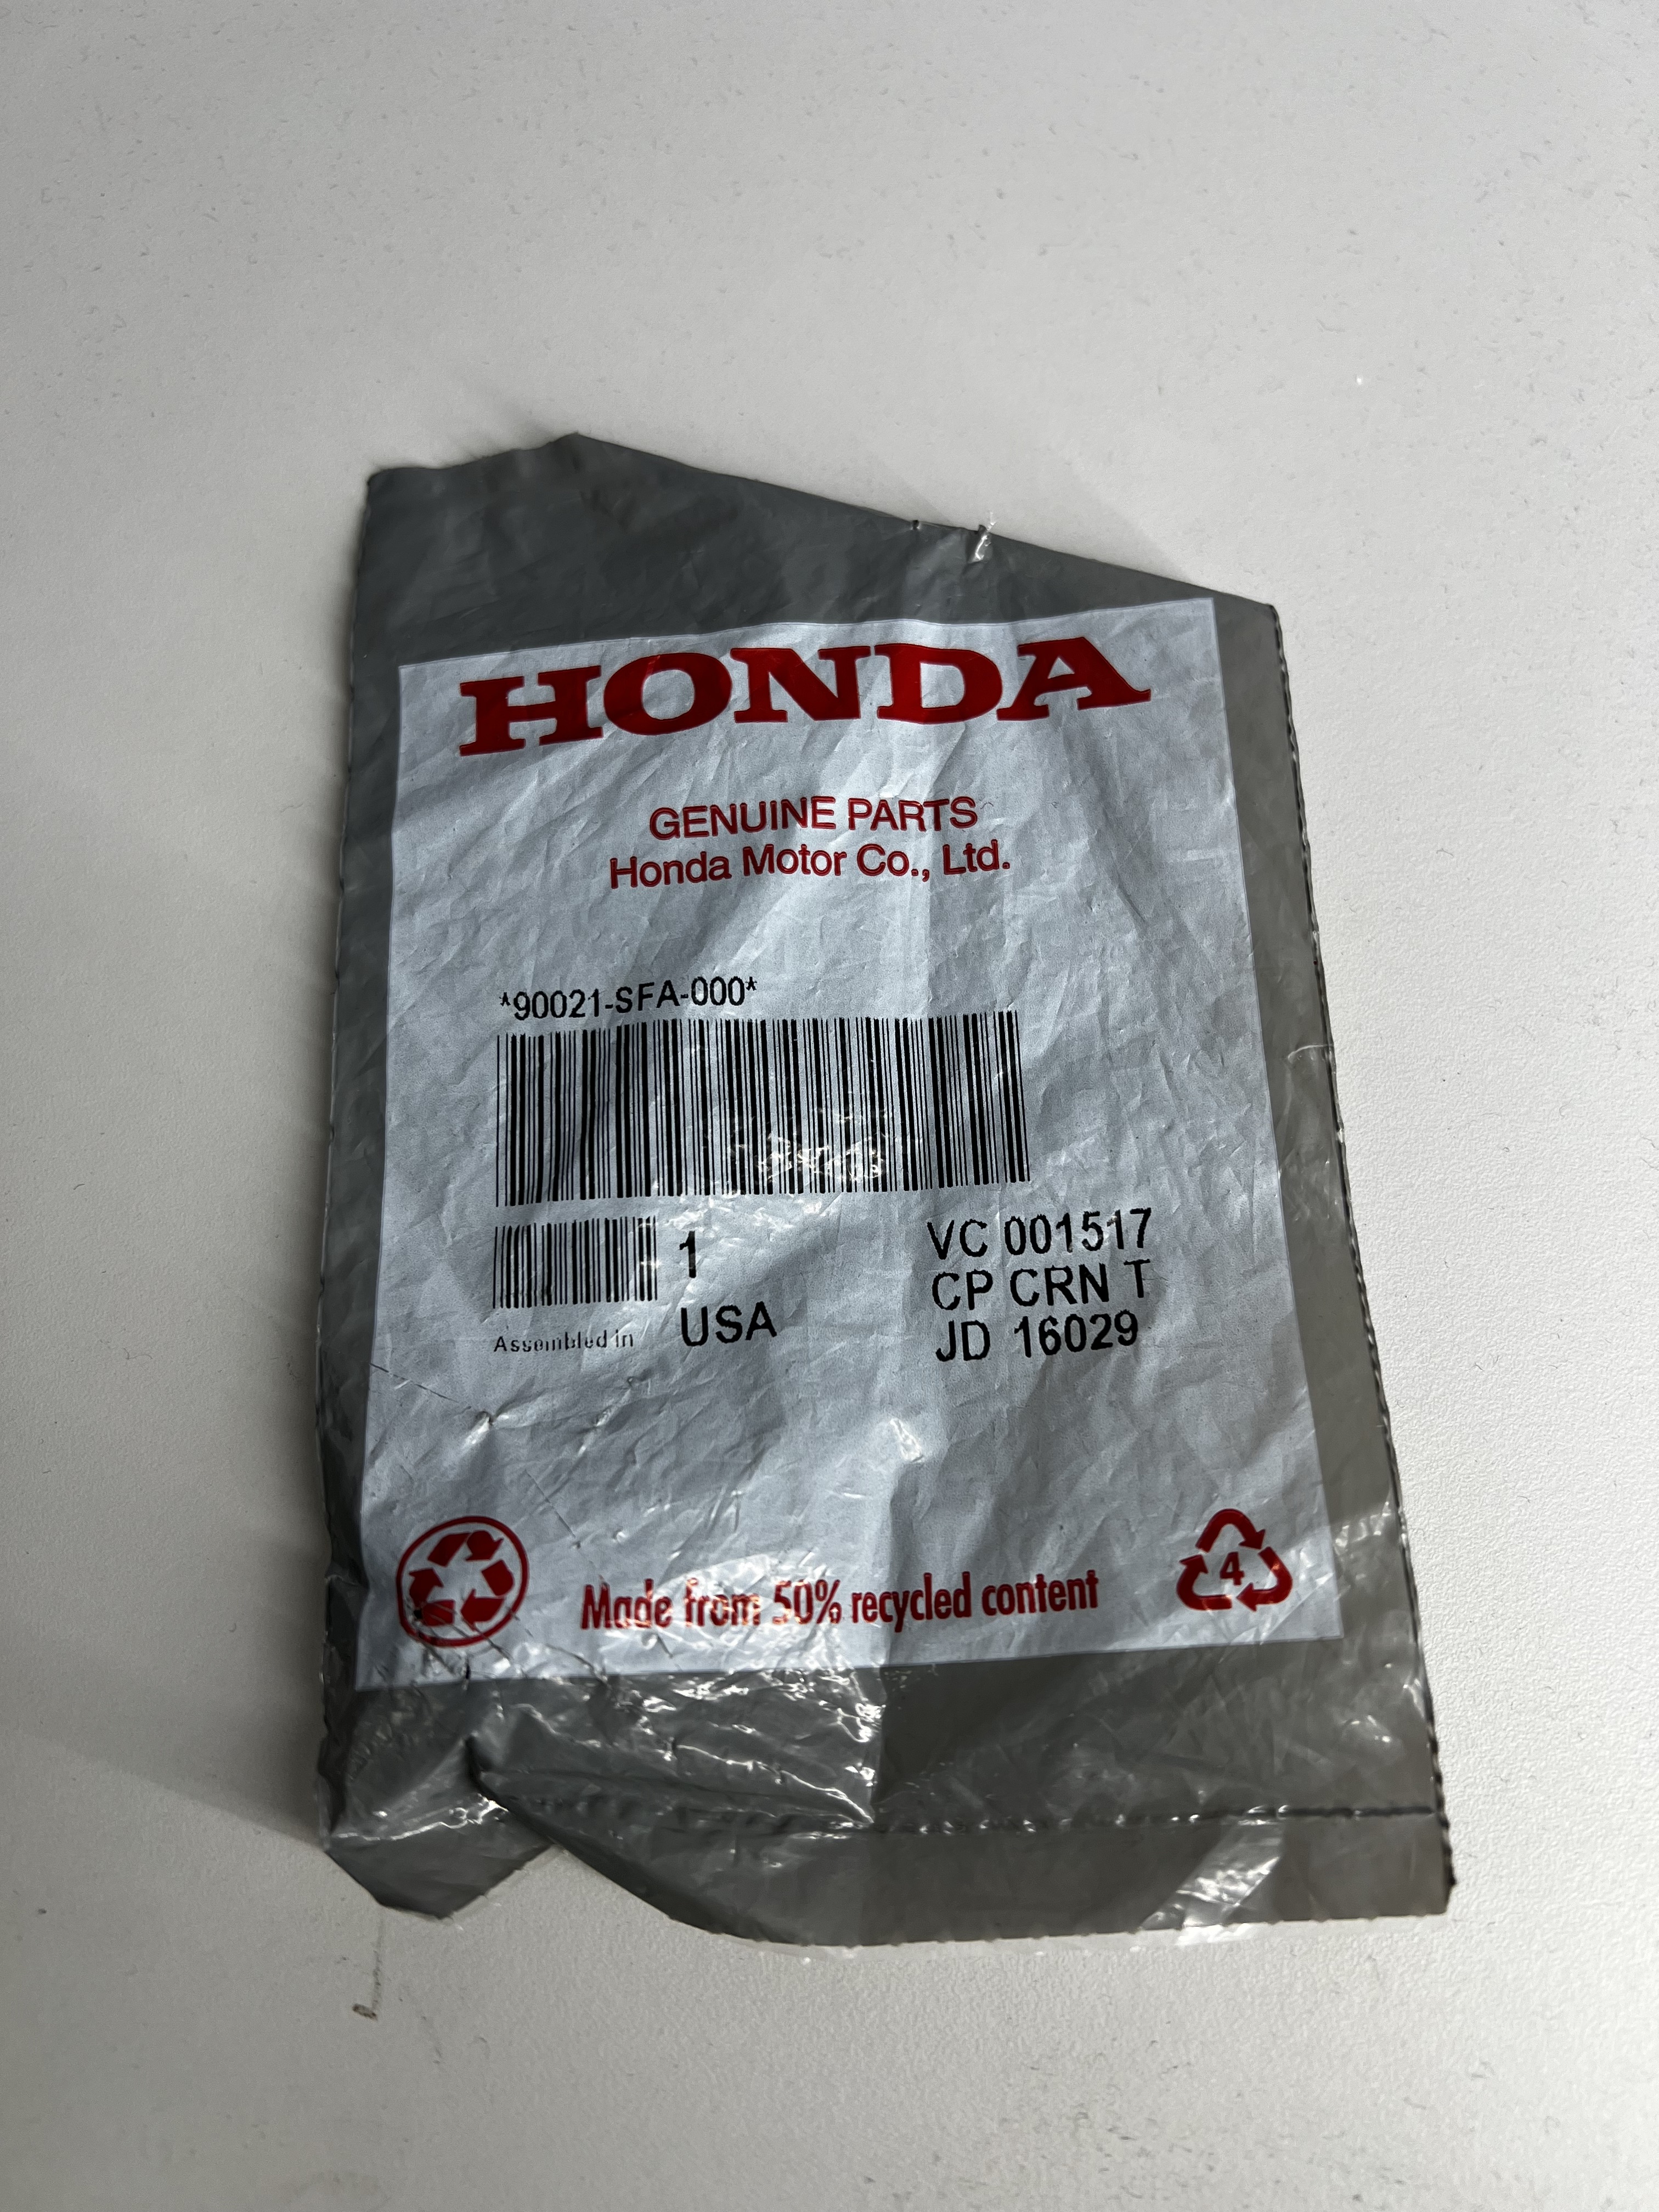 HONDA
GENUINE PARTS
Honda Motor Co., Ltd.
*90021-SFA-000*
1
VC 001517
CP CRN T
Assembled in USA
JD 16029
Made from 50% recycled content
4